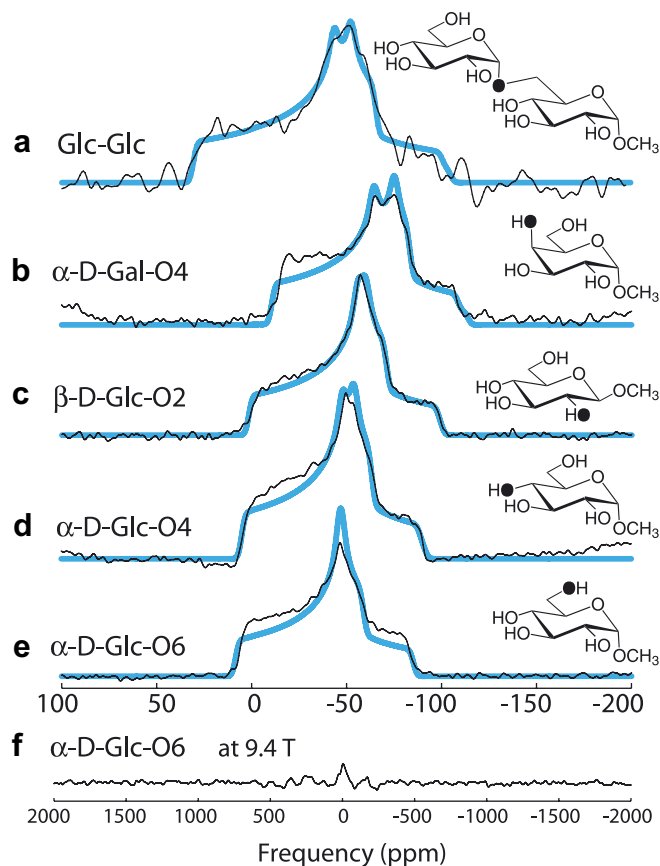 OH
O
HO
HO
HO
O
HO
HO
HO
OCH₃
a Glc-Glc
H
OH
O
HO
HO
OCH₃
b α-D-Gal-O4
OH
O
HO
HO
OCH₃
H
c β-D-Glc-O2
OH
H
O
HO
HO
OCH₃
d α-D-Glc-O4
H
O
HO
HO
HO
OCH₃
e α-D-Glc-O6
100 50 0 -50 -100 -150 -200
f α-D-Glc-O6 at 9.4 T
2000 1500 1000 500 0 -500 -1000 -1500 -2000
Frequency (ppm)